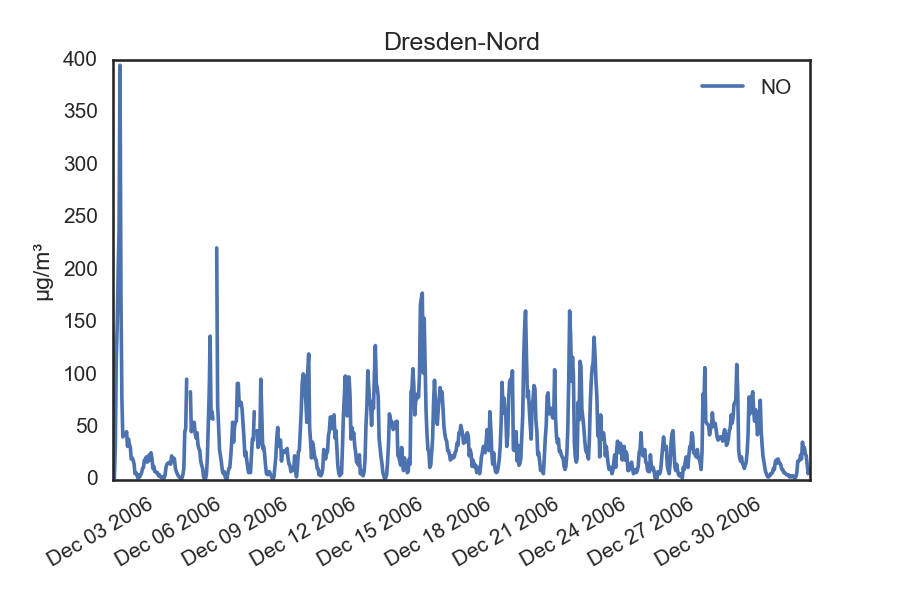 Dresden-Nord
NO
400
350
300
250
200
150
100
50
0
µg/m³
Dec 03 2006
Dec 06 2006
Dec 09 2006
Dec 12 2006
Dec 15 2006
Dec 18 2006
Dec 21 2006
Dec 24 2006
Dec 27 2006
Dec 30 2006